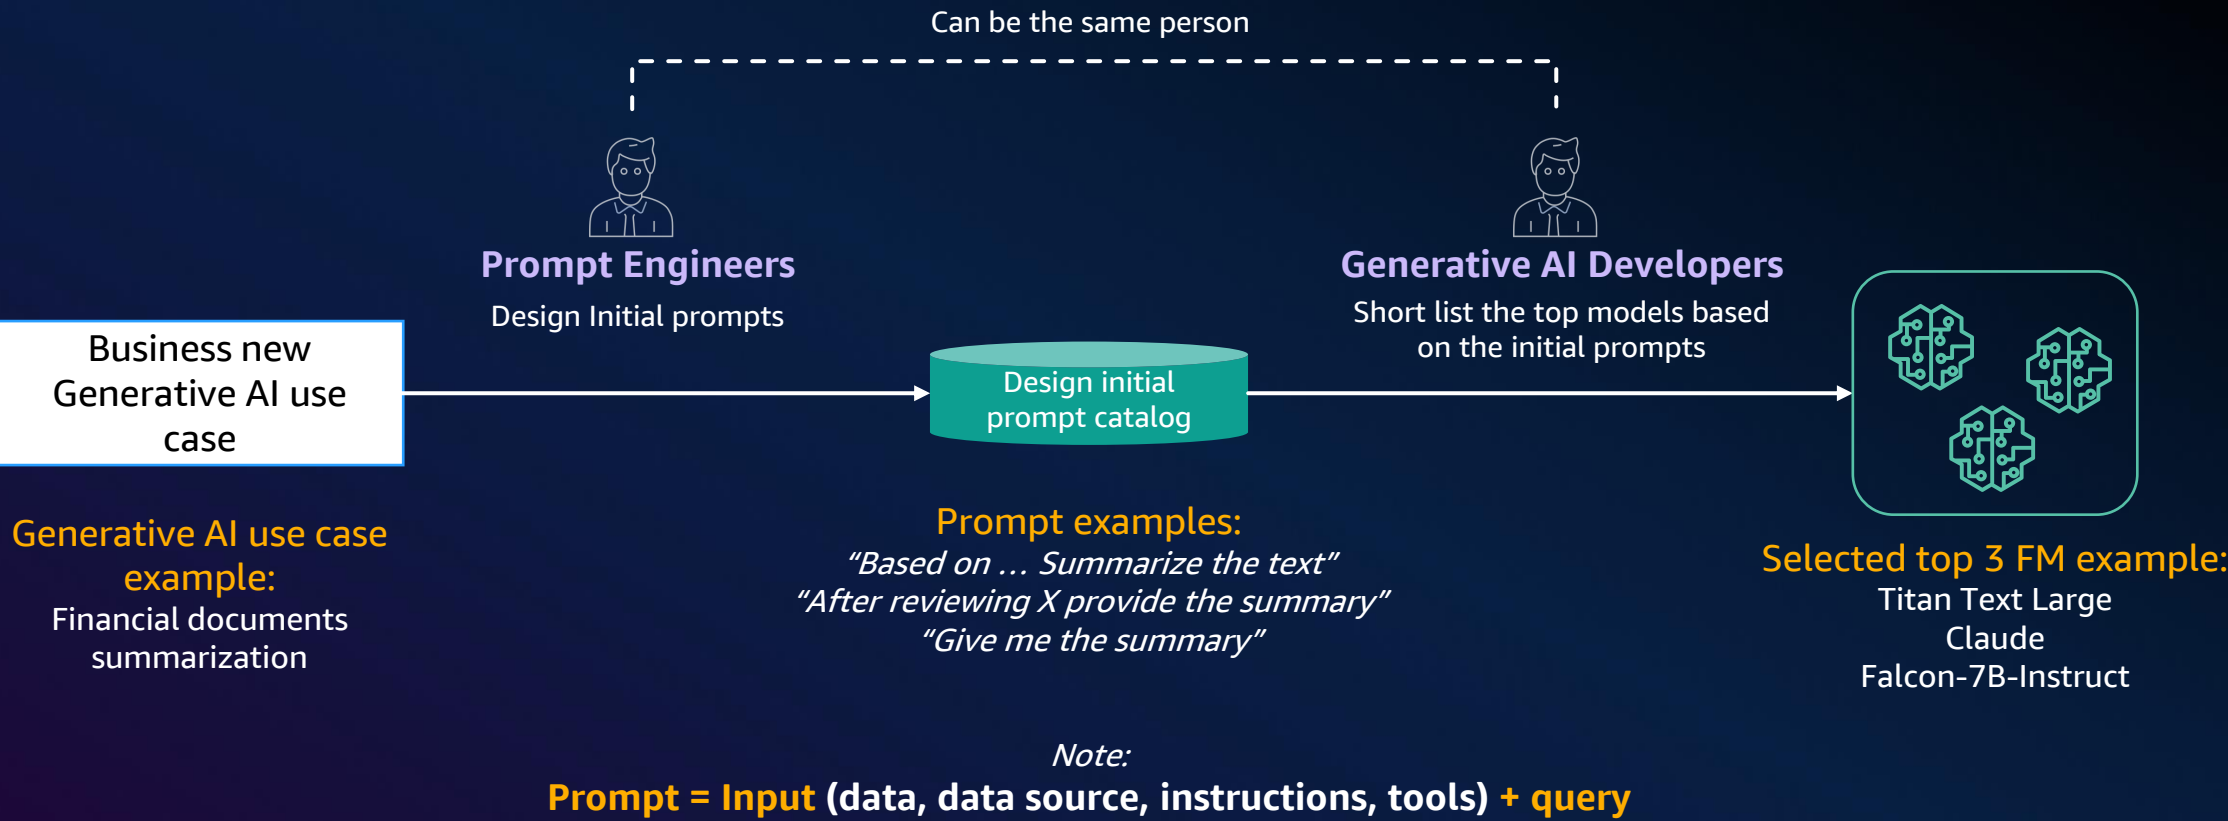 Can be the same person
Prompt Engineers
Design Initial prompts
Generative AI Developers
Short list the top models based
on the initial prompts
Business new
Generative AI use
case
Design initial
prompt catalog
Generative AI use case
example:
Financial documents
summarization
Prompt examples:
“Based on … Summarize the text”
“After reviewing X provide the summary”
“Give me the summary”
Selected top 3 FM example:
Titan Text Large
Claude
Falcon-7B-Instruct
Note:
Prompt = Input (data, data source, instructions, tools) + query